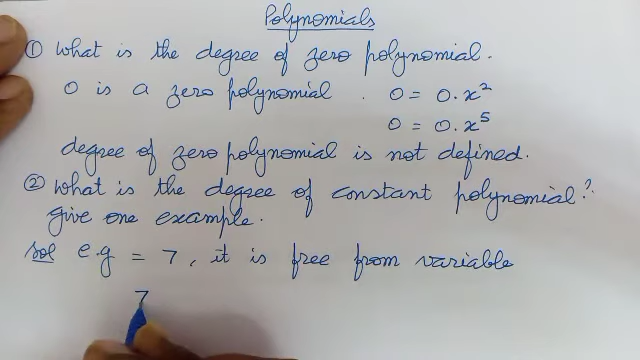 Polynomials
① What is the degree of zero polynomial.
0 is a zero polynomial . 0 = 0.x²
0 = 0.x⁵
degree of zero polynomial is not defined.
② What is the degree of constant polynomial?
give one example.
Sol e.g = 7, it is free from variable
7